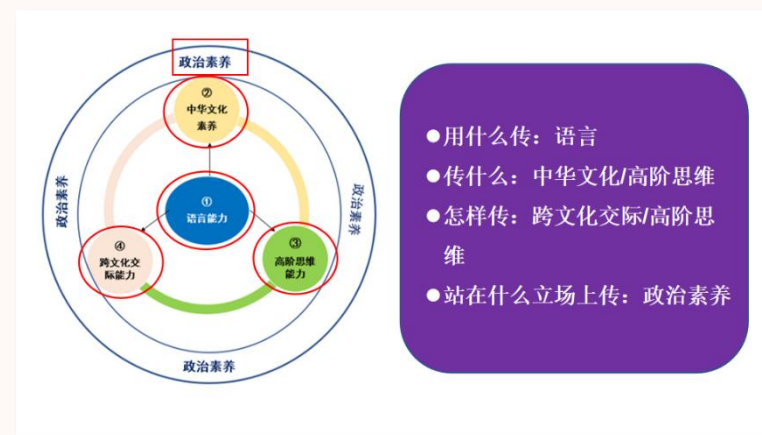 政治素养
②
中华文化
素养
政治素养
政治素养
①
语言能力
④
跨文化交
际能力
③
高阶思维
能力
政治素养
●用什么传：语言
●传什么：中华文化/高阶思维
●怎样传：跨文化交际/高阶思
维
●站在什么立场上传：政治素养